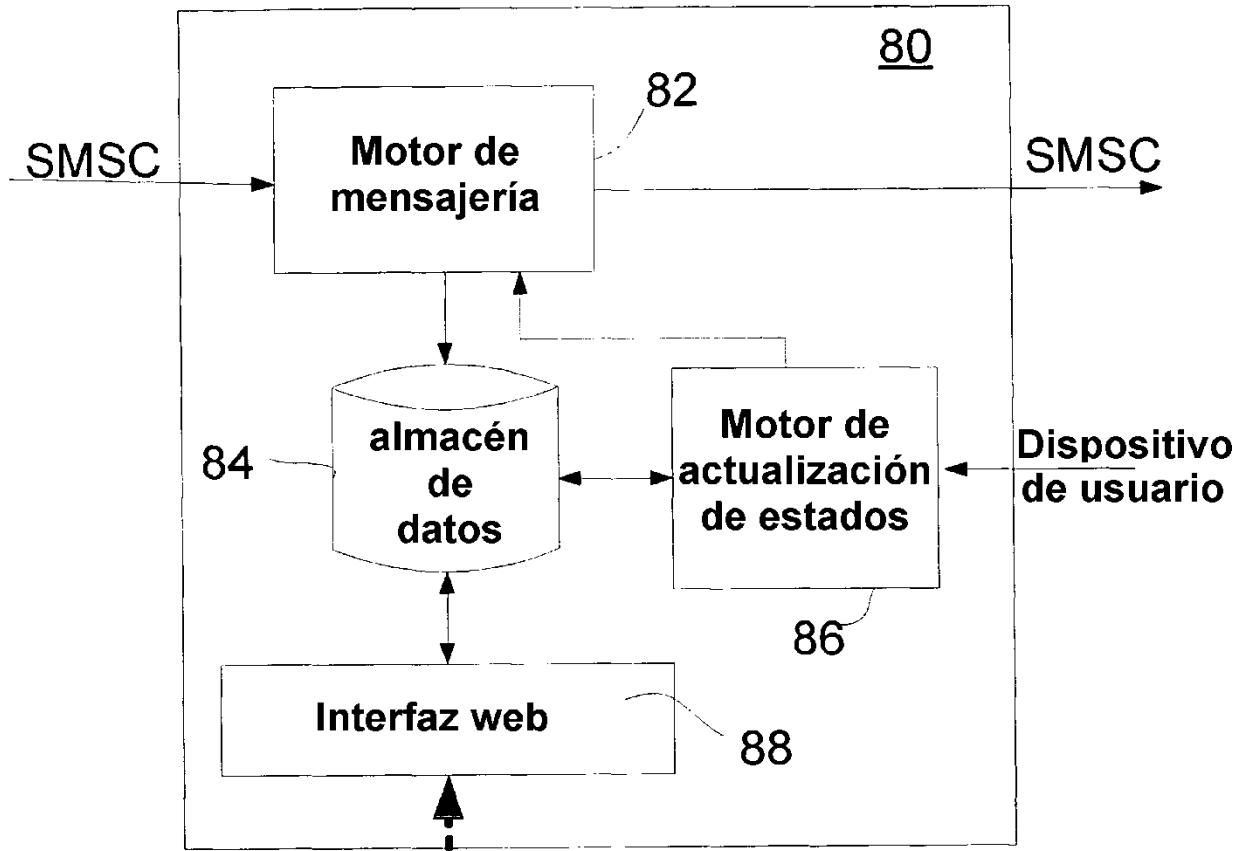 80
82
SMSC
Motor de
mensajería
SMSC
almacén
de
datos
84
Motor de
actualización
de estados
Dispositivo
de usuario
86
Interfaz web
88